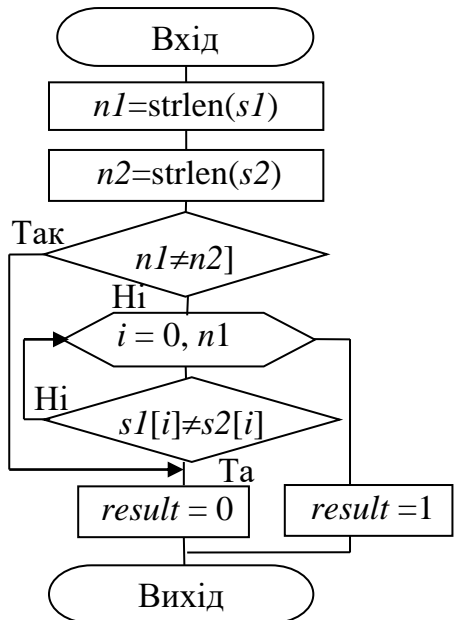 Вхід
n1=strlen(s1)
n2=strlen(s2)
Так
n1≠n2]
Ні
i = 0, n1
Ні
s1[i]≠s2[i]
Та
result = 0
result =1
Вихід